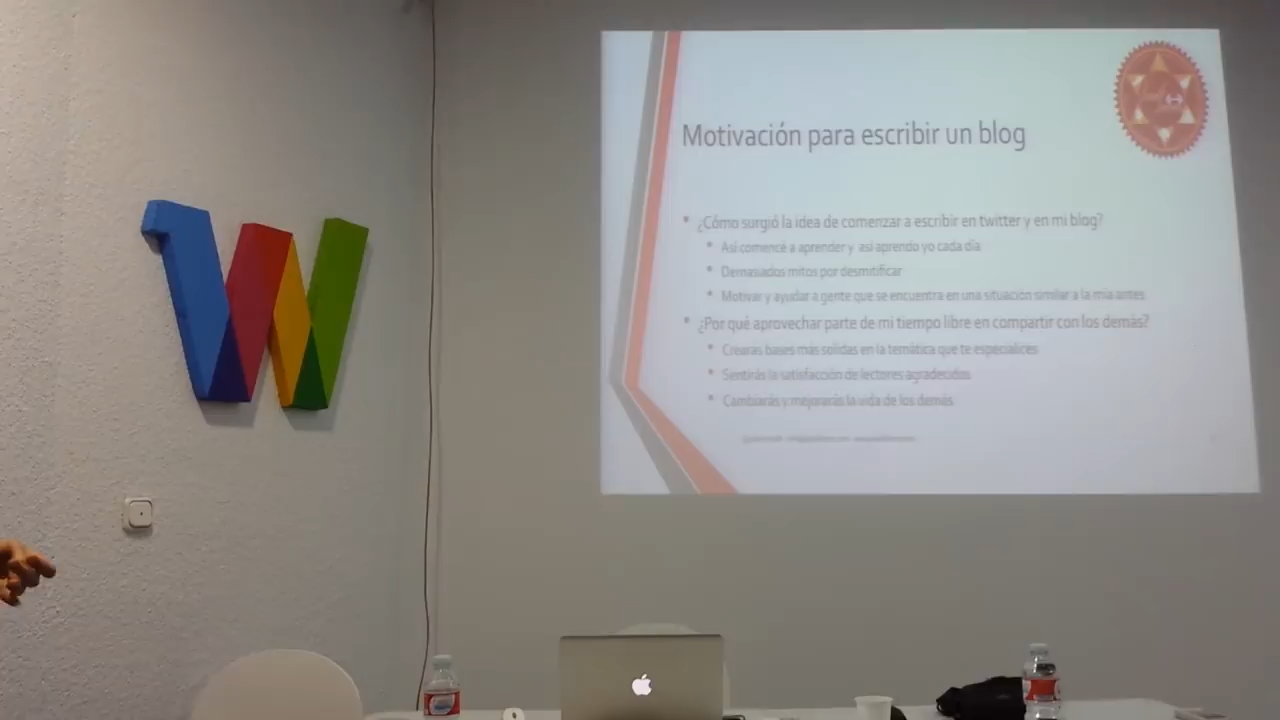 W
Motivación para escribir un blog
¿Cómo surgió la idea de comenzar a escribir en twitter y en mi blog?
Así comencé a aprender y así aprendo yo cada día
Demasiados mitos por desmitificar
Motivar y ayudar a gente que se encuentra en una situación similar a la mía antes
¿Por qué aprovechar parte de mi tiempo libre en compartir con los demás?
Crearás bases más solidas en la temática que te especialices
Sentirás la satisfacción de lectores agradecidos
Cambiarás y mejorarás la vida de los demás